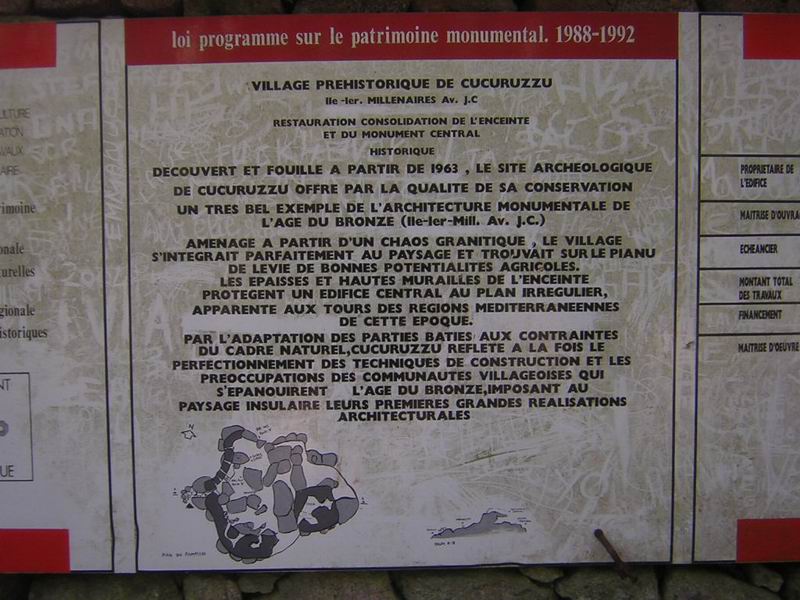 loi programme sur le patrimoine monumental. 1988-1992
VILLAGE PREHISTORIQUE DE CUCURUZZU
IIe -Ier. MILLENAIRES Av. J.C
RESTAURATION CONSOLIDATION DE L'ENCEINTE
ET DU MONUMENT CENTRAL
HISTORIQUE
DECOUVERT ET FOUILLE A PARTIR DE 1963 , LE SITE ARCHEOLOGIQUE
DE CUCURUZZU OFFRE PAR LA QUALITE DE SA CONSERVATION
UN TRES BEL EXEMPLE DE L'ARCHITECTURE MONUMENTALE DE
L'AGE DU BRONZE (IIe-Ier-Mill. Av. J.C.)
AMENAGE A PARTIR D'UN CHAOS GRANITIQUE , LE VILLAGE
S'INTEGRAIT PARFAITEMENT AU PAYSAGE ET TROUVAIT SUR LE PIANU
DE LEVIE DE BONNES POTENTIALITES AGRICOLES.
LES EPAISSES ET HAUTES MURAILLES DE L'ENCEINTE
PROTEGENT UN EDIFICE CENTRAL AU PLAN IRREGULIER,
APPARENTE AUX TOURS DES REGIONS MEDITERRANEENNES
DE CETTE EPOQUE.
PAR L'ADAPTATION DES PARTIES BATIES AUX CONTRAINTES
DU CADRE NATUREL,CUCURUZZU REFLETE A LA FOIS LE
PERFECTIONNEMENT DES TECHNIQUES DE CONSTRUCTION ET LES
PREOCCUPATIONS DES COMMUNAUTES VILLAGEOISES QUI
S'EPANOUIRENT L'AGE DU BRONZE,IMPOSANT AU
PAYSAGE INSULAIRE LEURS PREMIERES GRANDES REALISATIONS
ARCHITECTURALES
PROPRIETAIRE DE
L'EDIFICE
MAITRISE D'OUVRA
ECHEANCIER
MONTANT TOTAL
DES TRAVAUX
FINANCEMENT
MAITRISE D'OEUVRE
ULTURE
ATION
AVAUX
AIRE
rimoine
onale
turelles
gionale
istoriques
NT
UE